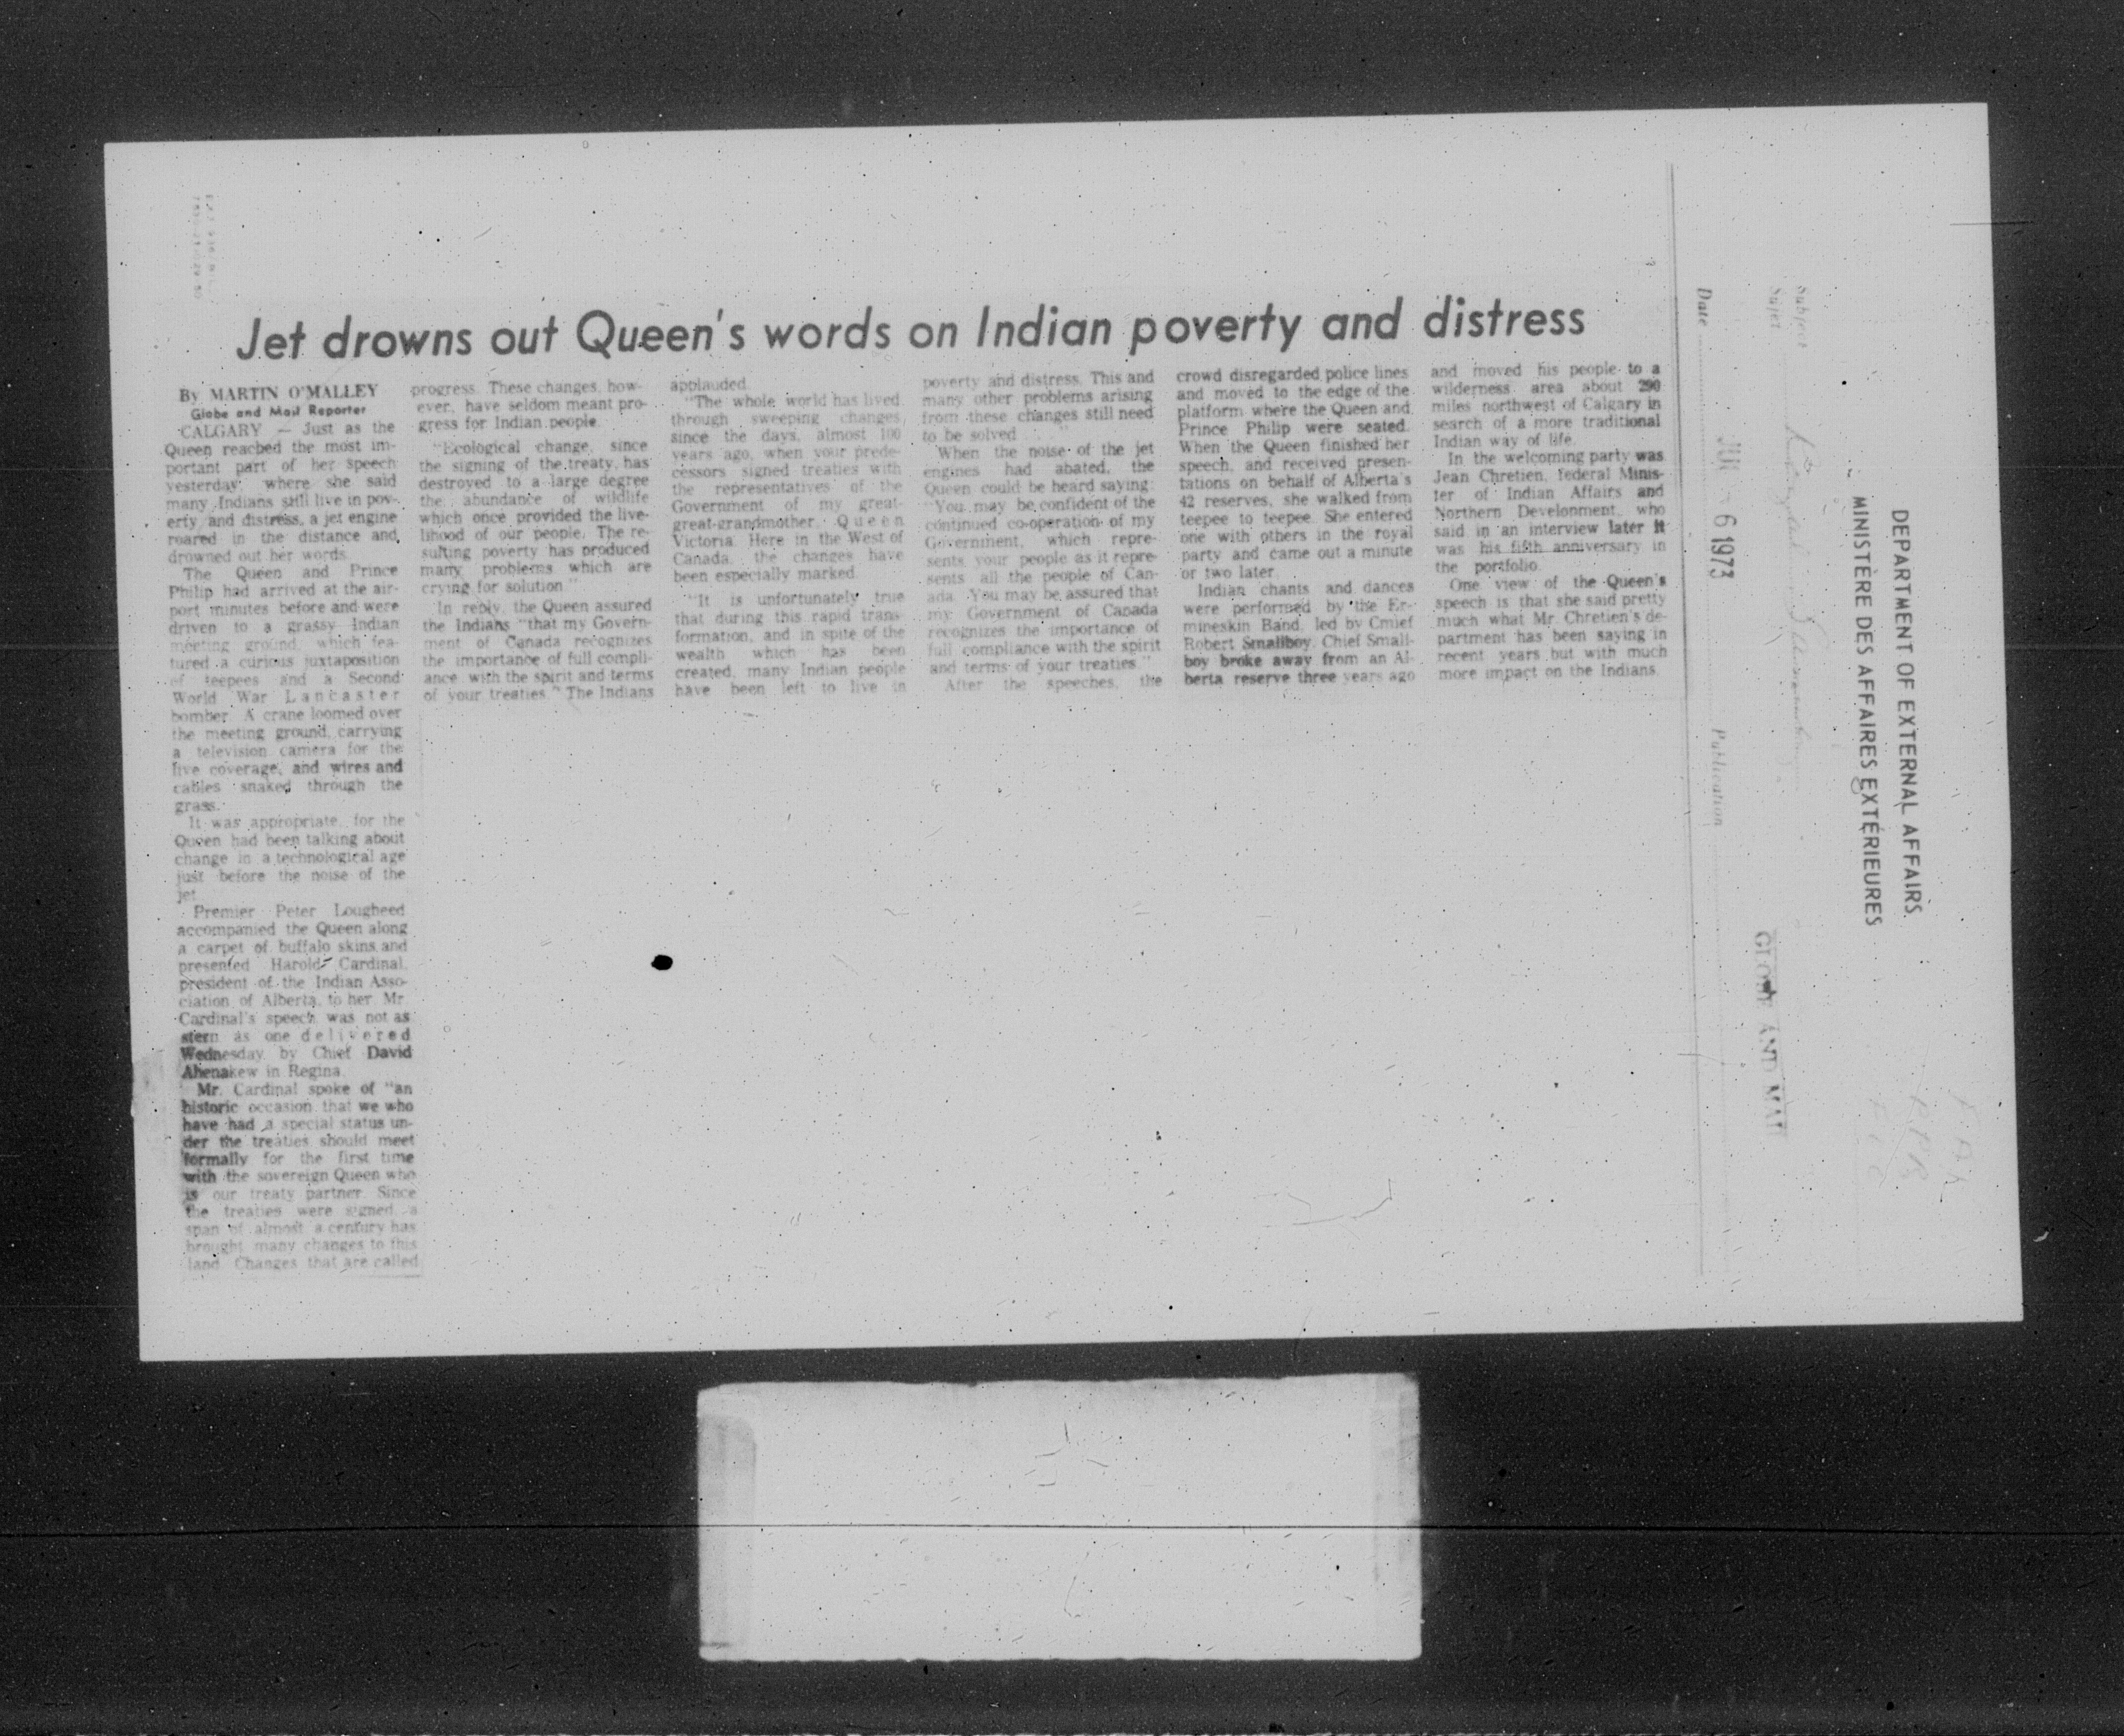 Jet drowns out Queen's words on Indian poverty and distress
By MARTIN O'MALLEY
Globe and Mail Reporter
CALGARY — Just as the
Queen reached the most im-
portant part of her speech
yesterday, where she said
many Indians still live in pov-
erty and distress, a jet engine
roared in the distance and
drowned out her words.
The Queen and Prince
Philip had arrived at the air-
port minutes before and were
driven to a grassy Indian
meeting ground, which fea-
tured a curious juxtaposition
of teepees and a Second
World War Lancaster
bomber. A crane loomed over
the meeting ground, carrying
a television camera for the
live coverage, and wires and
cables snaked through the
grass.
It was appropriate, for the
Queen had been talking about
change in a technological age
just before the noise of the
jet.
Premier Peter Lougheed
accompanied the Queen along
a carpet of buffalo skins and
presented Harold Cardinal,
president of the Indian Asso-
ciation of Alberta, to her. Mr.
Cardinal's speech was not as
stern as one delivered
Wednesday by Chief David
Ahenakew in Regina.
Mr. Cardinal spoke of "an
historic occasion that we who
have had a special status un-
der the treaties should meet
formally for the first time
with the sovereign Queen who
is our treaty partner. Since
the treaties were signed, a
span of almost a century has
brought many changes to this
land. Changes that are called
progress. These changes, how-
ever, have seldom meant pro-
gress for Indian people.
"Ecological change, since
the signing of the treaty, has
destroyed to a large degree
the abundance of wildlife
which once provided the live-
lihood of our people. The re-
sulting poverty has produced
many problems which are
crying for solution."
In reply, the Queen assured
the Indians "that my Govern-
ment of Canada recognizes
the importance of full compli-
ance with the spirit and terms
of your treaties." The Indians
applauded.
"The whole world has lived
through sweeping changes,
since the days, almost 100
years ago, when your prede-
cessors signed treaties with
the representatives of the
Government of my great-
great-grandmother, Queen
Victoria. Here in the West of
Canada, the changes have
been especially marked.
"It is unfortunately true
that during this rapid trans-
formation, and in spite of the
wealth which has been
created, many Indian people
have been left to live in
poverty and distress. This and
many other problems arising
from these changes still need
to be solved . . ."
When the noise of the jet
engines had abated, the
Queen could be heard saying:
"You may be confident of the
continued co-operation of my
Government, which repre-
sents your people as it repre-
sents all the people of Can-
ada. You may be assured that
my Government of Canada
recognizes the importance of
full compliance with the spirit
and terms of your treaties."
After the speeches, the
crowd disregarded police lines
and moved to the edge of the
platform where the Queen and
Prince Philip were seated.
When the Queen finished her
speech, and received presen-
tations on behalf of Alberta's
42 reserves, she walked from
teepee to teepee. She entered
one with others in the royal
party and came out a minute
or two later.
Indian chants and dances
were performed by the Er-
mineskin Band, led by Cmief
Robert Smallboy. Chief Small-
boy broke away from an Al-
berta reserve three years ago
and moved his people to a
wilderness area about 290
miles northwest of Calgary in
search of a more traditional
Indian way of life.
In the welcoming party was
Jean Chretien, federal Minis-
ter of Indian Affairs and
Northern Development, who
said in an interview later it
was his fifth anniversary in
the portfolio.
One view of the Queen's
speech is that she said pretty
much what Mr. Chretien's de-
partment has been saying in
recent years but with much
more impact on the Indians.
DEPARTMENT OF EXTERNAL AFFAIRS
MINISTÈRE DES AFFAIRES EXTÉRIEURES
Subject
Sujet
GLOBE AND MAIL
Date JUL - 6 1973 Publication